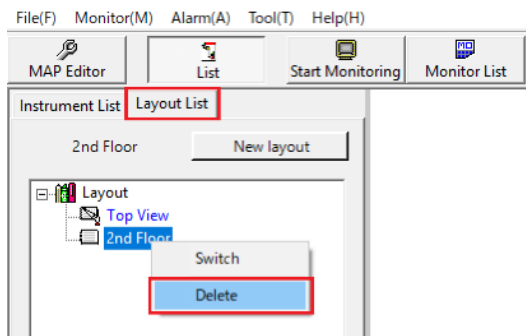 File(F) Monitor(M) Alarm(A) Tool(T) Help(H)
MAP Editor List Start Monitoring MD Monitor List
Instrument List Layout List
2nd Floor New layout
Layout
Top View
2nd Floor
Switch
Delete